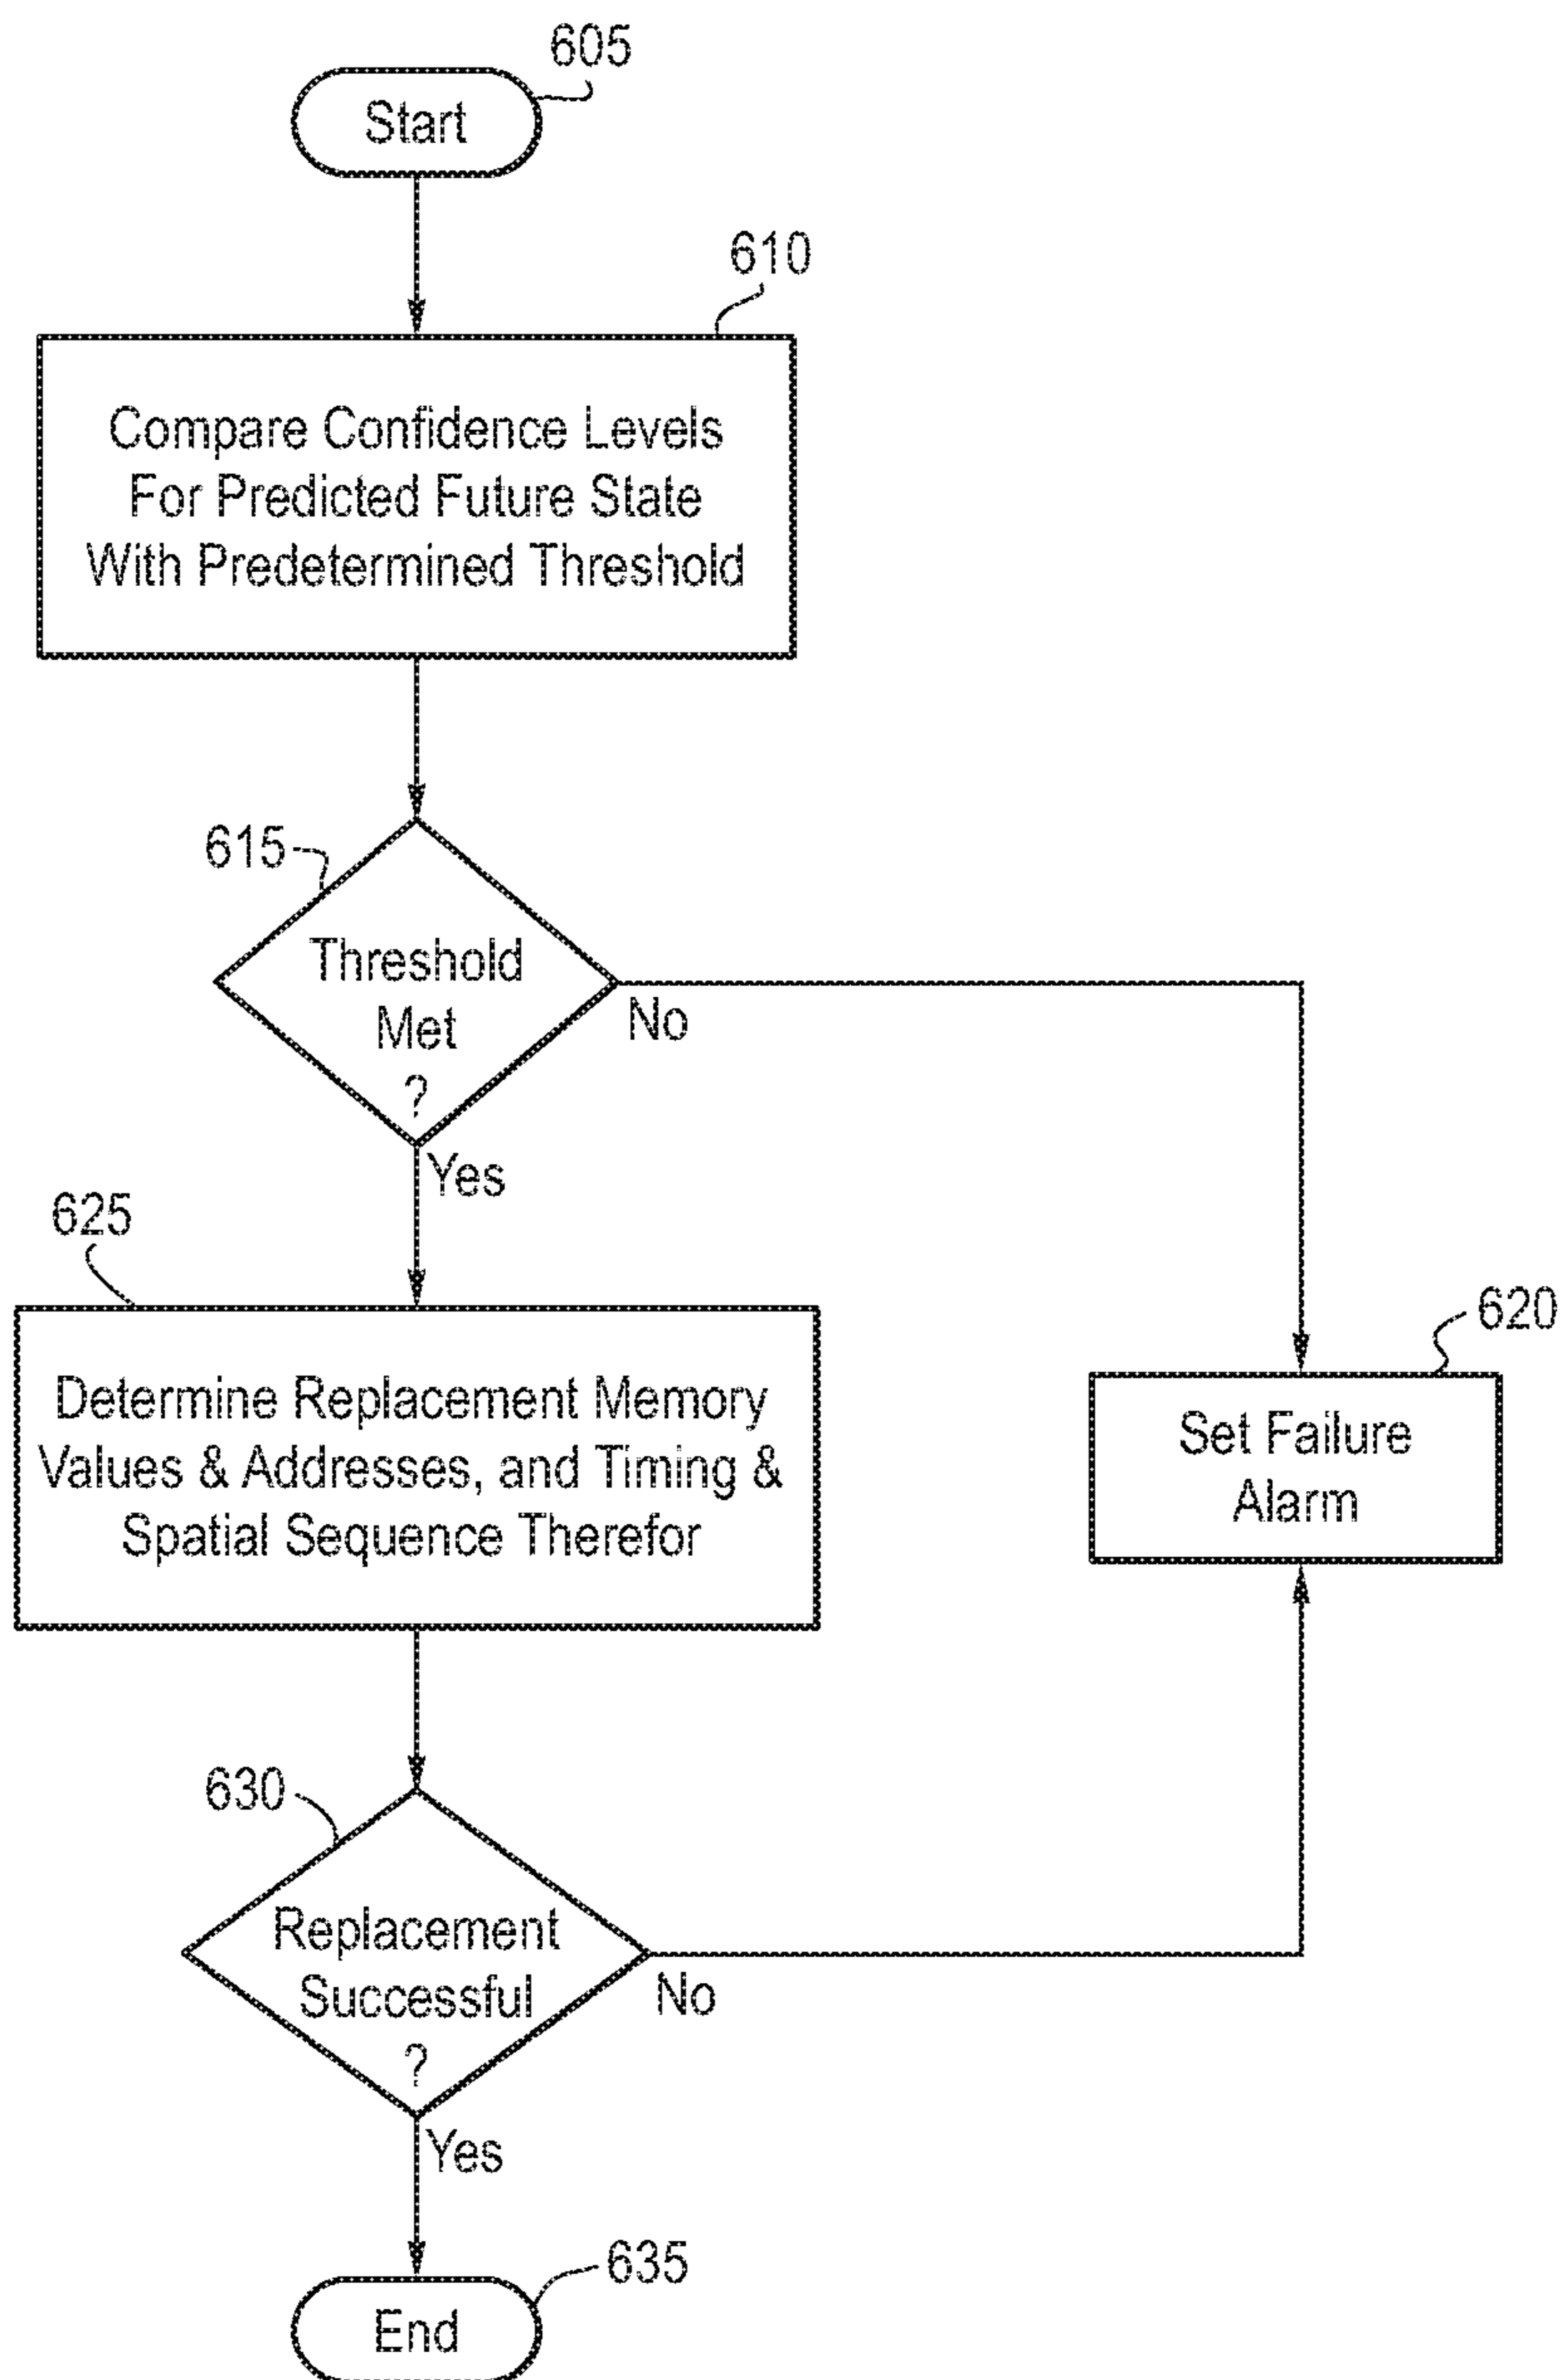 605
Start
610
Compare Confidence Levels
For Predicted Future State
With Predetermined Threshold
615
Threshold
Met
?
No
Yes
625
Determine Replacement Memory
Values & Addresses, and Timing &
Spatial Sequence Therefor
620
Set Failure
Alarm
630
Replacement
Successful
?
No
Yes
635
End